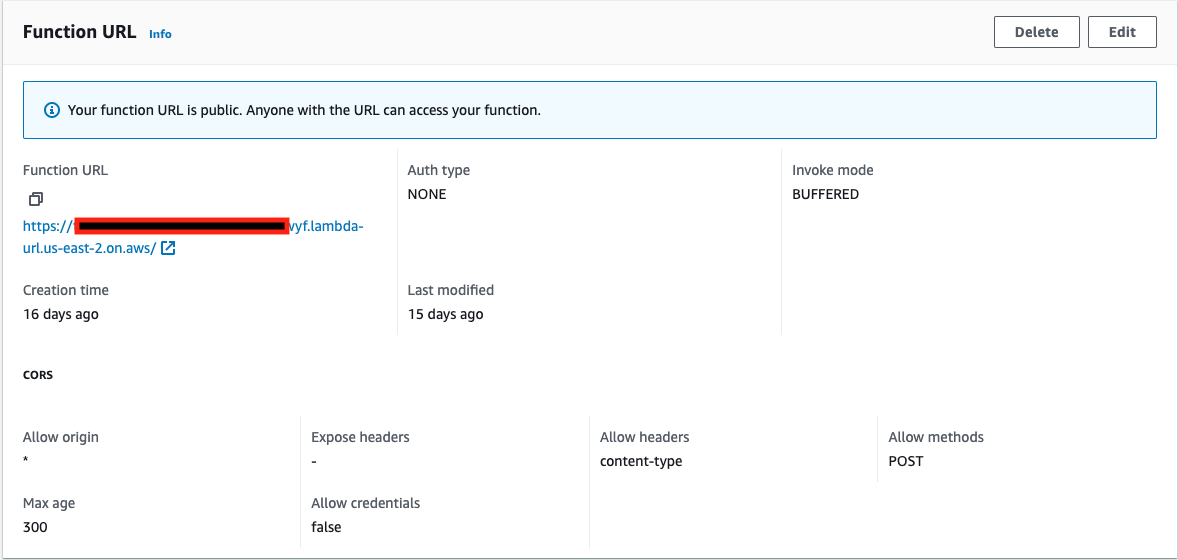 Function URL Info
Delete
Edit
Your function URL is public. Anyone with the URL can access your function.
Function URL
https://
vyf.lambda-
url.us-east-2.on.aws/
Auth type
NONE
Invoke mode
BUFFERED
Creation time
16 days ago
Last modified
15 days ago
CORS
Allow origin
*
Expose headers
-
Allow headers
content-type
Allow methods
POST
Max age
300
Allow credentials
false